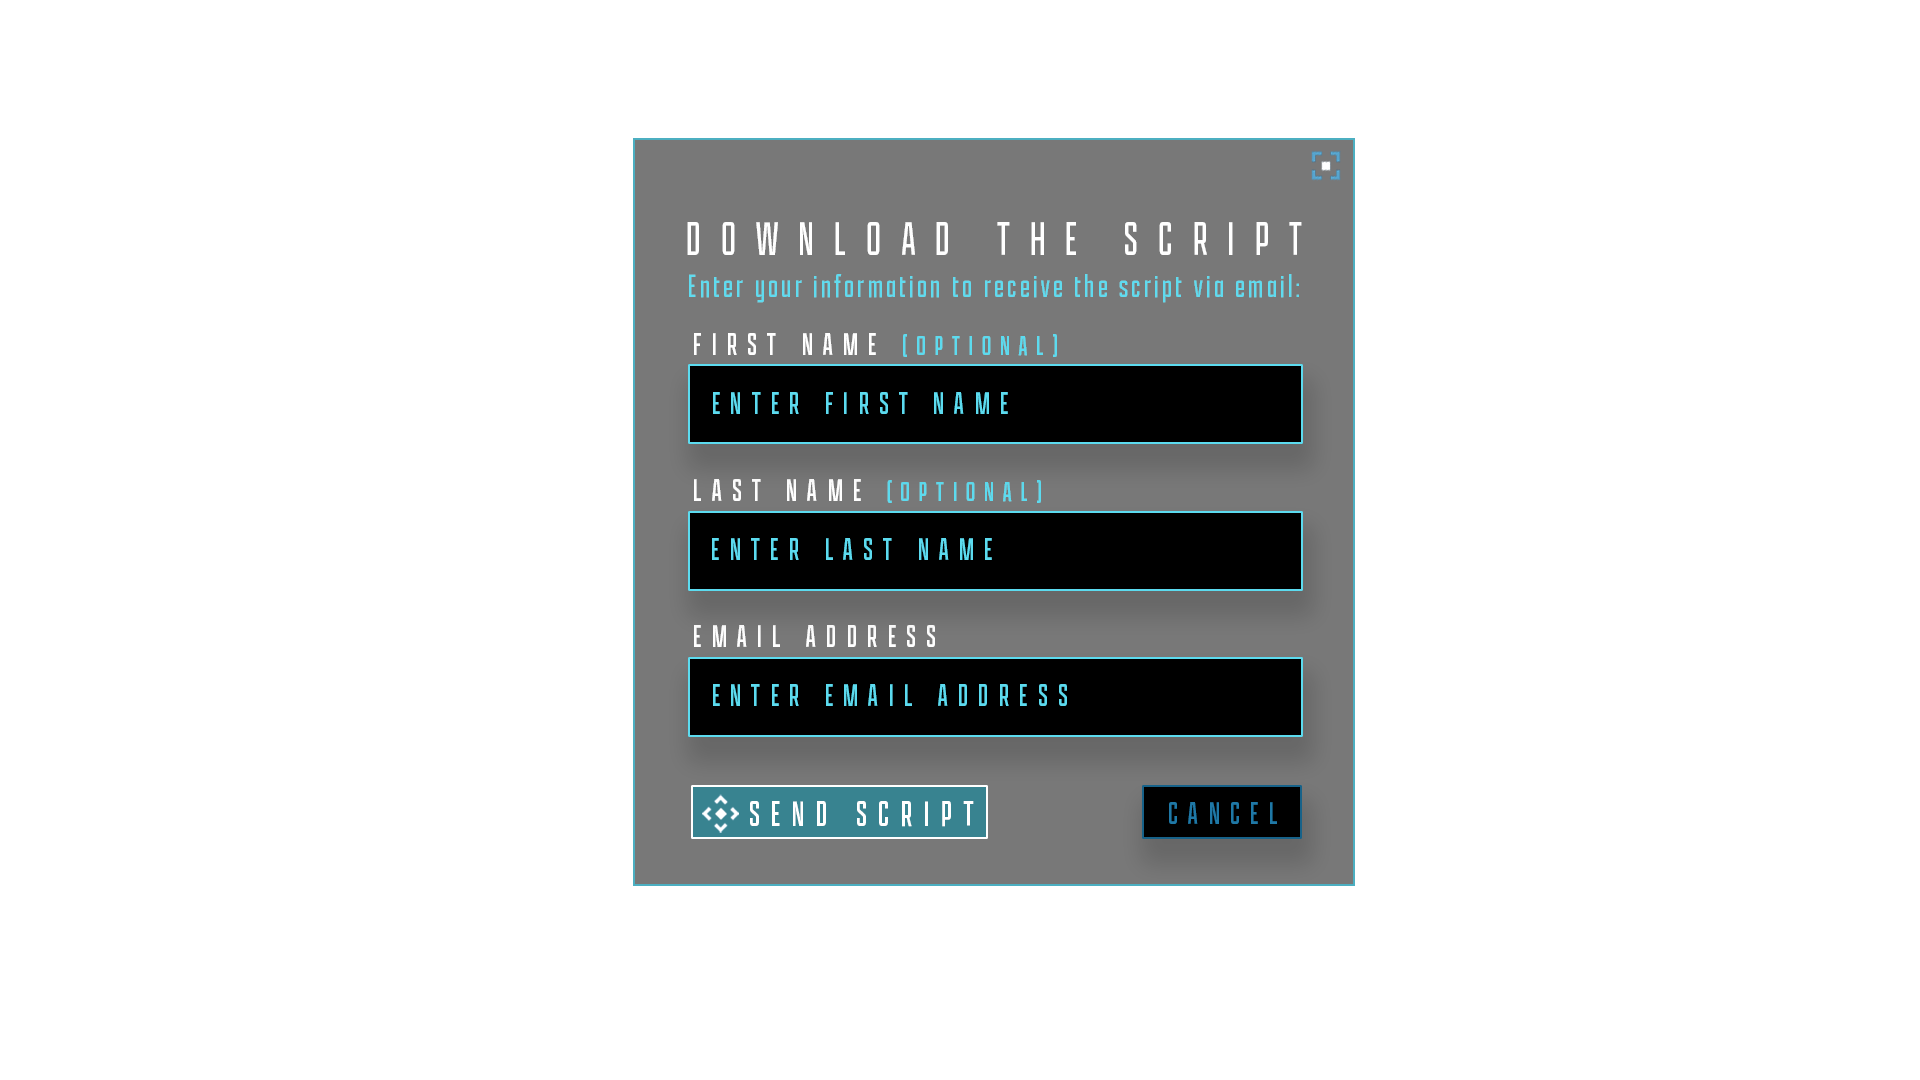 DOWNLOAD THE SCRIPT
Enter your information to receive the script via email:
FIRST NAME (OPTIONAL)
ENTER FIRST NAME
LAST NAME (OPTIONAL)
ENTER LAST NAME
EMAIL ADDRESS
ENTER EMAIL ADDRESS
SEND SCRIPT
CANCEL